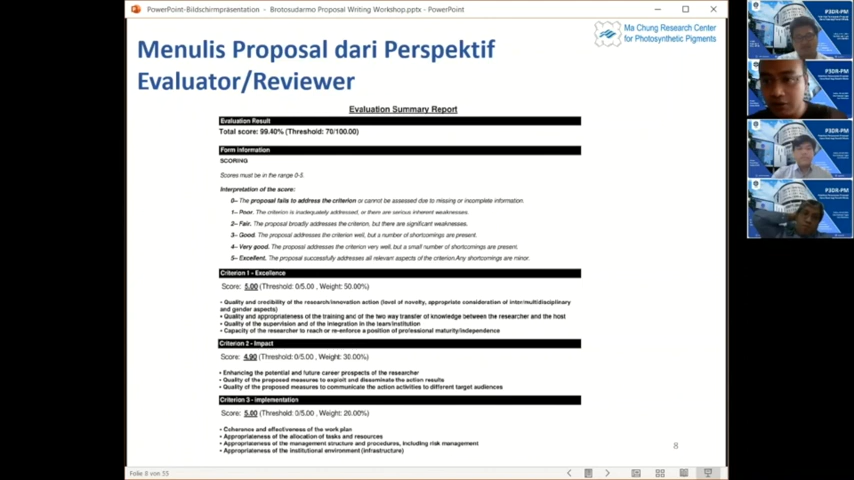 PowerPoint-Bildschirmpräsentation - Brotosudarmo Proposal Writing Workshop.pptx - PowerPoint
Menulis Proposal dari Perspektif
Evaluator/Reviewer
Ma Chung Research Center
for Photosynthetic Pigments
Evaluation Summary Report
Evaluation Result
Total score: 99.40% (Threshold: 70/100.00)
Form information
SCORING
Scores must be in the range 0-5.
Interpretation of the score:
0– The proposal fails to address the criterion or cannot be assessed due to missing or incomplete information.
1– Poor. The criterion is inadequately addressed, or there are serious inherent weaknesses.
2– Fair. The proposal broadly addresses the criterion, but there are significant weaknesses.
3– Good. The proposal addresses the criterion well, but a number of shortcomings are present.
4– Very good. The proposal addresses the criterion very well, but a small number of shortcomings are present.
5– Excellent. The proposal successfully addresses all relevant aspects of the criterion. Any shortcomings are minor.
Criterion 1 - Excellence
Score: 5.00 (Threshold: 0/5.00 , Weight: 50.00%)
• Quality and credibility of the research/innovation action (level of novelty, appropriate consideration of inter/multidisciplinary
and gender aspects)
• Quality and appropriateness of the training and of the two way transfer of knowledge between the researcher and the host
• Quality of the supervision and of the integration in the team/institution
• Capacity of the researcher to reach or re-enforce a position of professional maturity/independence
Criterion 2 - Impact
Score: 4.90 (Threshold: 0/5.00 , Weight: 30.00%)
• Enhancing the potential and future career prospects of the researcher
• Quality of the proposed measures to exploit and disseminate the action results
• Quality of the proposed measures to communicate the action activities to different target audiences
Criterion 3 - Implementation
Score: 5.00 (Threshold: 0/5.00 , Weight: 20.00%)
• Coherence and effectiveness of the work plan
• Appropriateness of the allocation of tasks and resources
• Appropriateness of the management structure and procedures, including risk management
• Appropriateness of the institutional environment (infrastructure)
8
Folie 8 von 55
P3DR-PM
P3DR-PM
P3DR-PM
P3DR-PM